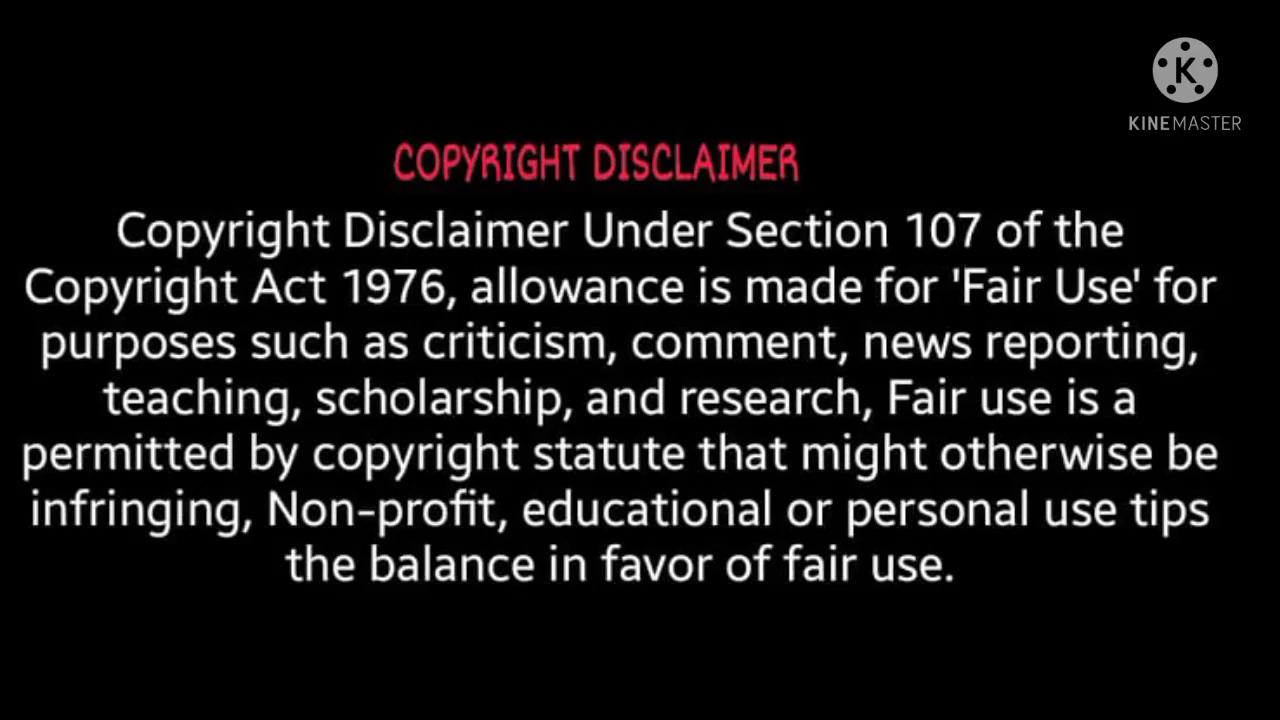 K
KINEMASTER
COPYRIGHT DISCLAIMER
Copyright Disclaimer Under Section 107 of the
Copyright Act 1976, allowance is made for 'Fair Use' for
purposes such as criticism, comment, news reporting,
teaching, scholarship, and research, Fair use is a
permitted by copyright statute that might otherwise be
infringing, Non-profit, educational or personal use tips
the balance in favor of fair use.